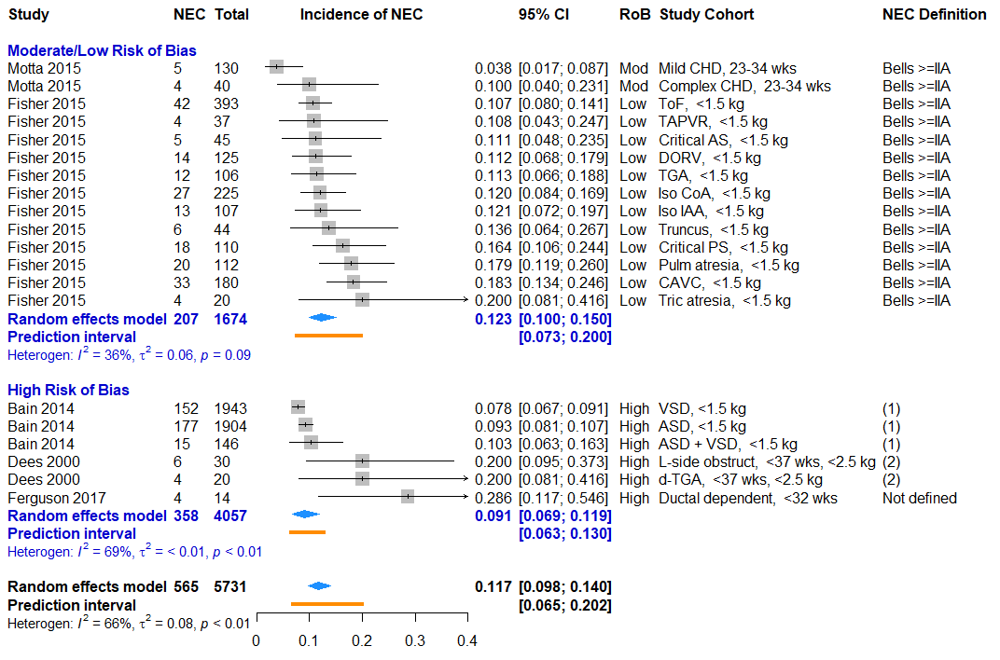 Study NEC Total Incidence of NEC 95% CI RoB Study Cohort NEC Definition
Moderate/Low Risk of Bias
Motta 2015 5 130 0.038 [0.017; 0.087] Mod Mild CHD, 23-34 wks Bells >=IIA
Motta 2015 4 40 0.100 [0.040; 0.231] Mod Complex CHD, 23-34 wks Bells >=IIA
Fisher 2015 42 393 0.107 [0.080; 0.141] Low ToF, <1.5 kg Bells >=IIA
Fisher 2015 4 37 0.108 [0.043; 0.247] Low TAPVR, <1.5 kg Bells >=IIA
Fisher 2015 5 45 0.111 [0.048; 0.235] Low Critical AS, <1.5 kg Bells >=IIA
Fisher 2015 14 125 0.112 [0.068; 0.179] Low DORV, <1.5 kg Bells >=IIA
Fisher 2015 12 106 0.113 [0.066; 0.188] Low TGA, <1.5 kg Bells >=IIA
Fisher 2015 27 225 0.120 [0.084; 0.169] Low Iso CoA, <1.5 kg Bells >=IIA
Fisher 2015 13 107 0.121 [0.072; 0.197] Low Iso IAA, <1.5 kg Bells >=IIA
Fisher 2015 6 44 0.136 [0.064; 0.267] Low Truncus, <1.5 kg Bells >=IIA
Fisher 2015 18 110 0.164 [0.106; 0.244] Low Critical PS, <1.5 kg Bells >=IIA
Fisher 2015 20 112 0.179 [0.119; 0.260] Low Pulm atresia, <1.5 kg Bells >=IIA
Fisher 2015 33 180 0.183 [0.134; 0.246] Low CAVC, <1.5 kg Bells >=IIA
Fisher 2015 4 20 0.200 [0.081; 0.416] Low Tric atresia, <1.5 kg Bells >=IIA
Random effects model 207 1674 0.123 [0.100; 0.150]
Prediction interval [0.073; 0.200]
Heterogen: I² = 36%, τ² = 0.06, p = 0.09
High Risk of Bias
Bain 2014 152 1943 0.078 [0.067; 0.091] High VSD, <1.5 kg (1)
Bain 2014 177 1904 0.093 [0.081; 0.107] High ASD, <1.5 kg (1)
Bain 2014 15 146 0.103 [0.063; 0.163] High ASD + VSD, <1.5 kg (1)
Dees 2000 6 30 0.200 [0.095; 0.373] High L-side obstruct, <37 wks, <2.5 kg (2)
Dees 2000 4 20 0.200 [0.081; 0.416] High d-TGA, <37 wks, <2.5 kg (2)
Ferguson 2017 4 14 0.286 [0.117; 0.546] High Ductal dependent, <32 wks Not defined
Random effects model 358 4057 0.091 [0.069; 0.119]
Prediction interval [0.063; 0.130]
Heterogen: I² = 69%, τ² = < 0.01, p < 0.01
Random effects model 565 5731 0.117 [0.098; 0.140]
Prediction interval [0.065; 0.202]
Heterogen: I² = 66%, τ² = 0.08, p < 0.01
0 0.1 0.2 0.3 0.4